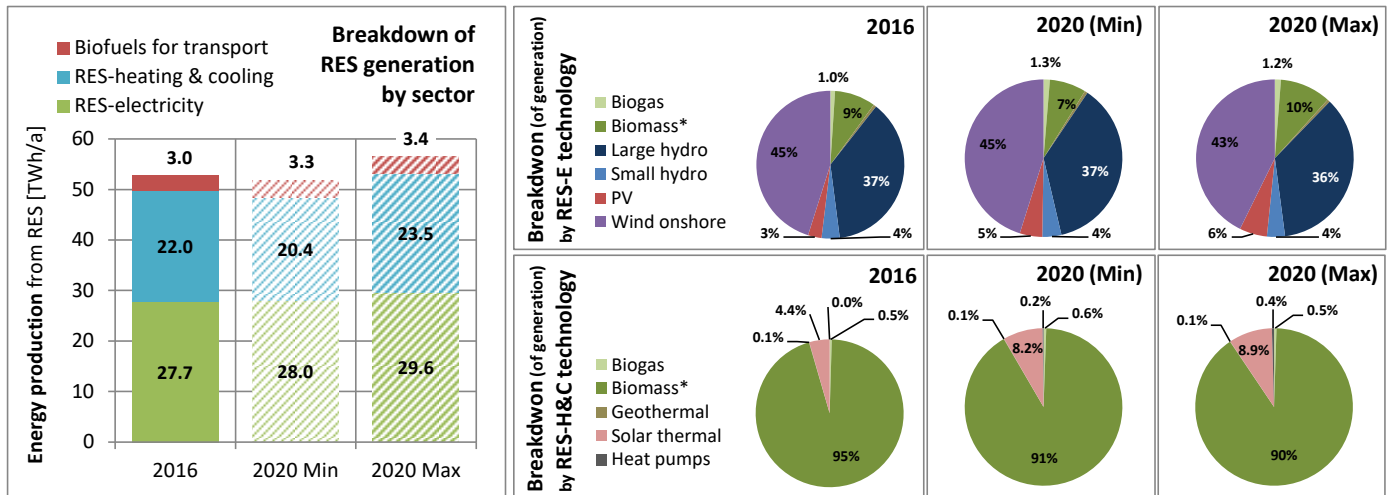 Breakdown of
RES generation
by sector
Biofuels for transport
RES-heating & cooling
RES-electricity
Energy production from RES [TWh/a]
60
50
40
30
20
10
0
3.0
22.0
27.7
3.3
20.4
28.0
3.4
23.5
29.6
2016
2020 Min
2020 Max
Breakdwon (of generation)
by RES-E technology
Biogas
Biomass*
Large hydro
Small hydro
PV
Wind onshore
2016
1.0%
9%
37%
4%
3%
45%
2020 (Min)
1.3%
7%
37%
4%
5%
45%
2020 (Max)
1.2%
10%
36%
4%
6%
43%
Breakdwon (of generation)
by RES-H&C technology
Biogas
Biomass*
Geothermal
Solar thermal
Heat pumps
2016
0.0%
4.4%
0.5%
0.1%
95%
2020 (Min)
0.2%
0.1%
0.6%
8.2%
91%
2020 (Max)
0.4%
0.1%
0.5%
8.9%
90%